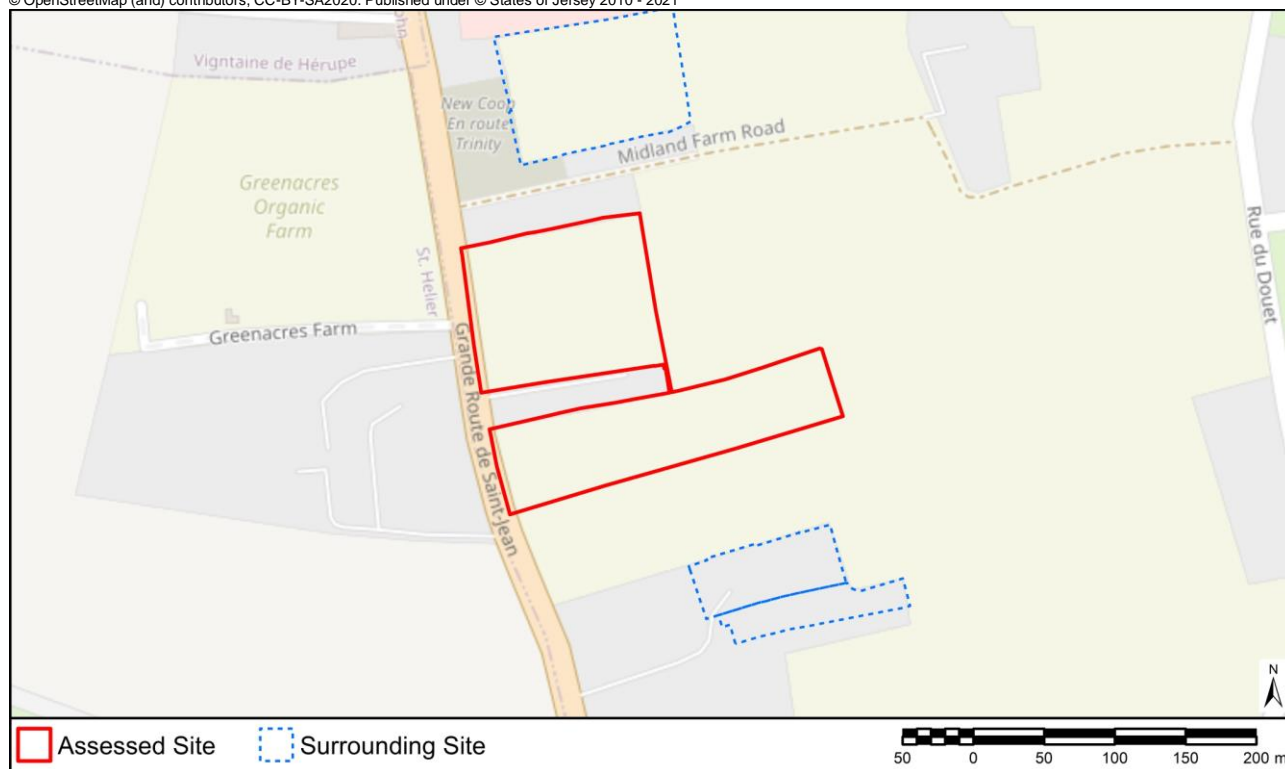 © OpenStreetMap (and) contributors, CC-BY-SA2020. Published under © States of Jersey 2010 - 2021
John
Vigntaine de Hérupe
New Coop
En route
Trinity
Midland Farm Road
Greenacres
Organic
Farm
St. Helier
Rue du Douet
Greenacres Farm
Grande Route de Saint-Jean
N
Assessed Site
Surrounding Site
50 0 50 100 150 200 m